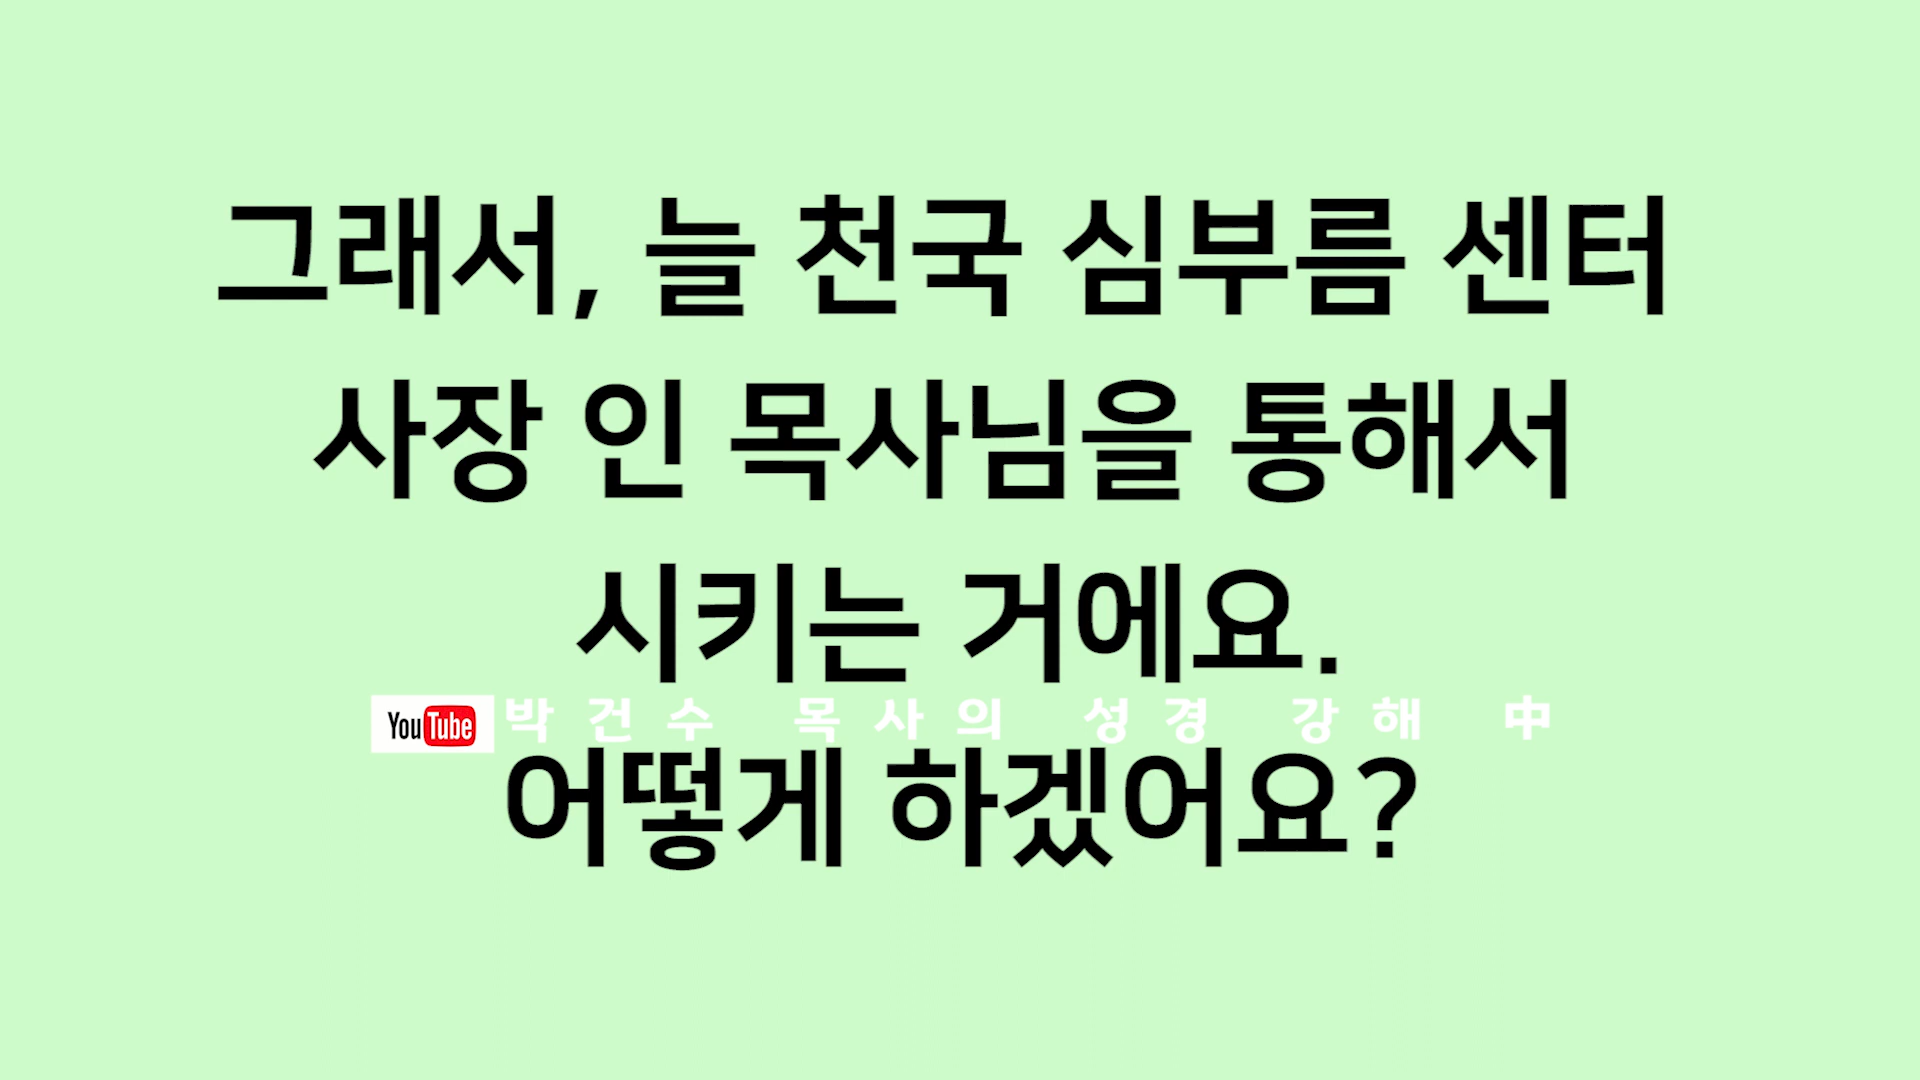 그래서, 늘 천국 심부름 센터
사장 인 목사님을 통해서
시키는 거에요.
YouTube 박건수 목사의 성경 강해 中
어떻게 하겠어요?